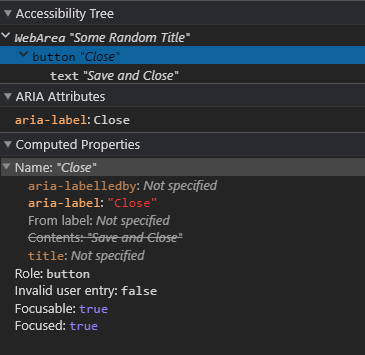 Accessibility Tree
WebArea "Some Random Title"
button "Close"
text "Save and Close"
ARIA Attributes
aria-label: Close
Computed Properties
Name: "Close"
aria-labelledby: Not specified
aria-label: "Close"
From label: Not specified
Contents: "Save and Close"
title: Not specified
Role: button
Invalid user entry: false
Focusable: true
Focused: true